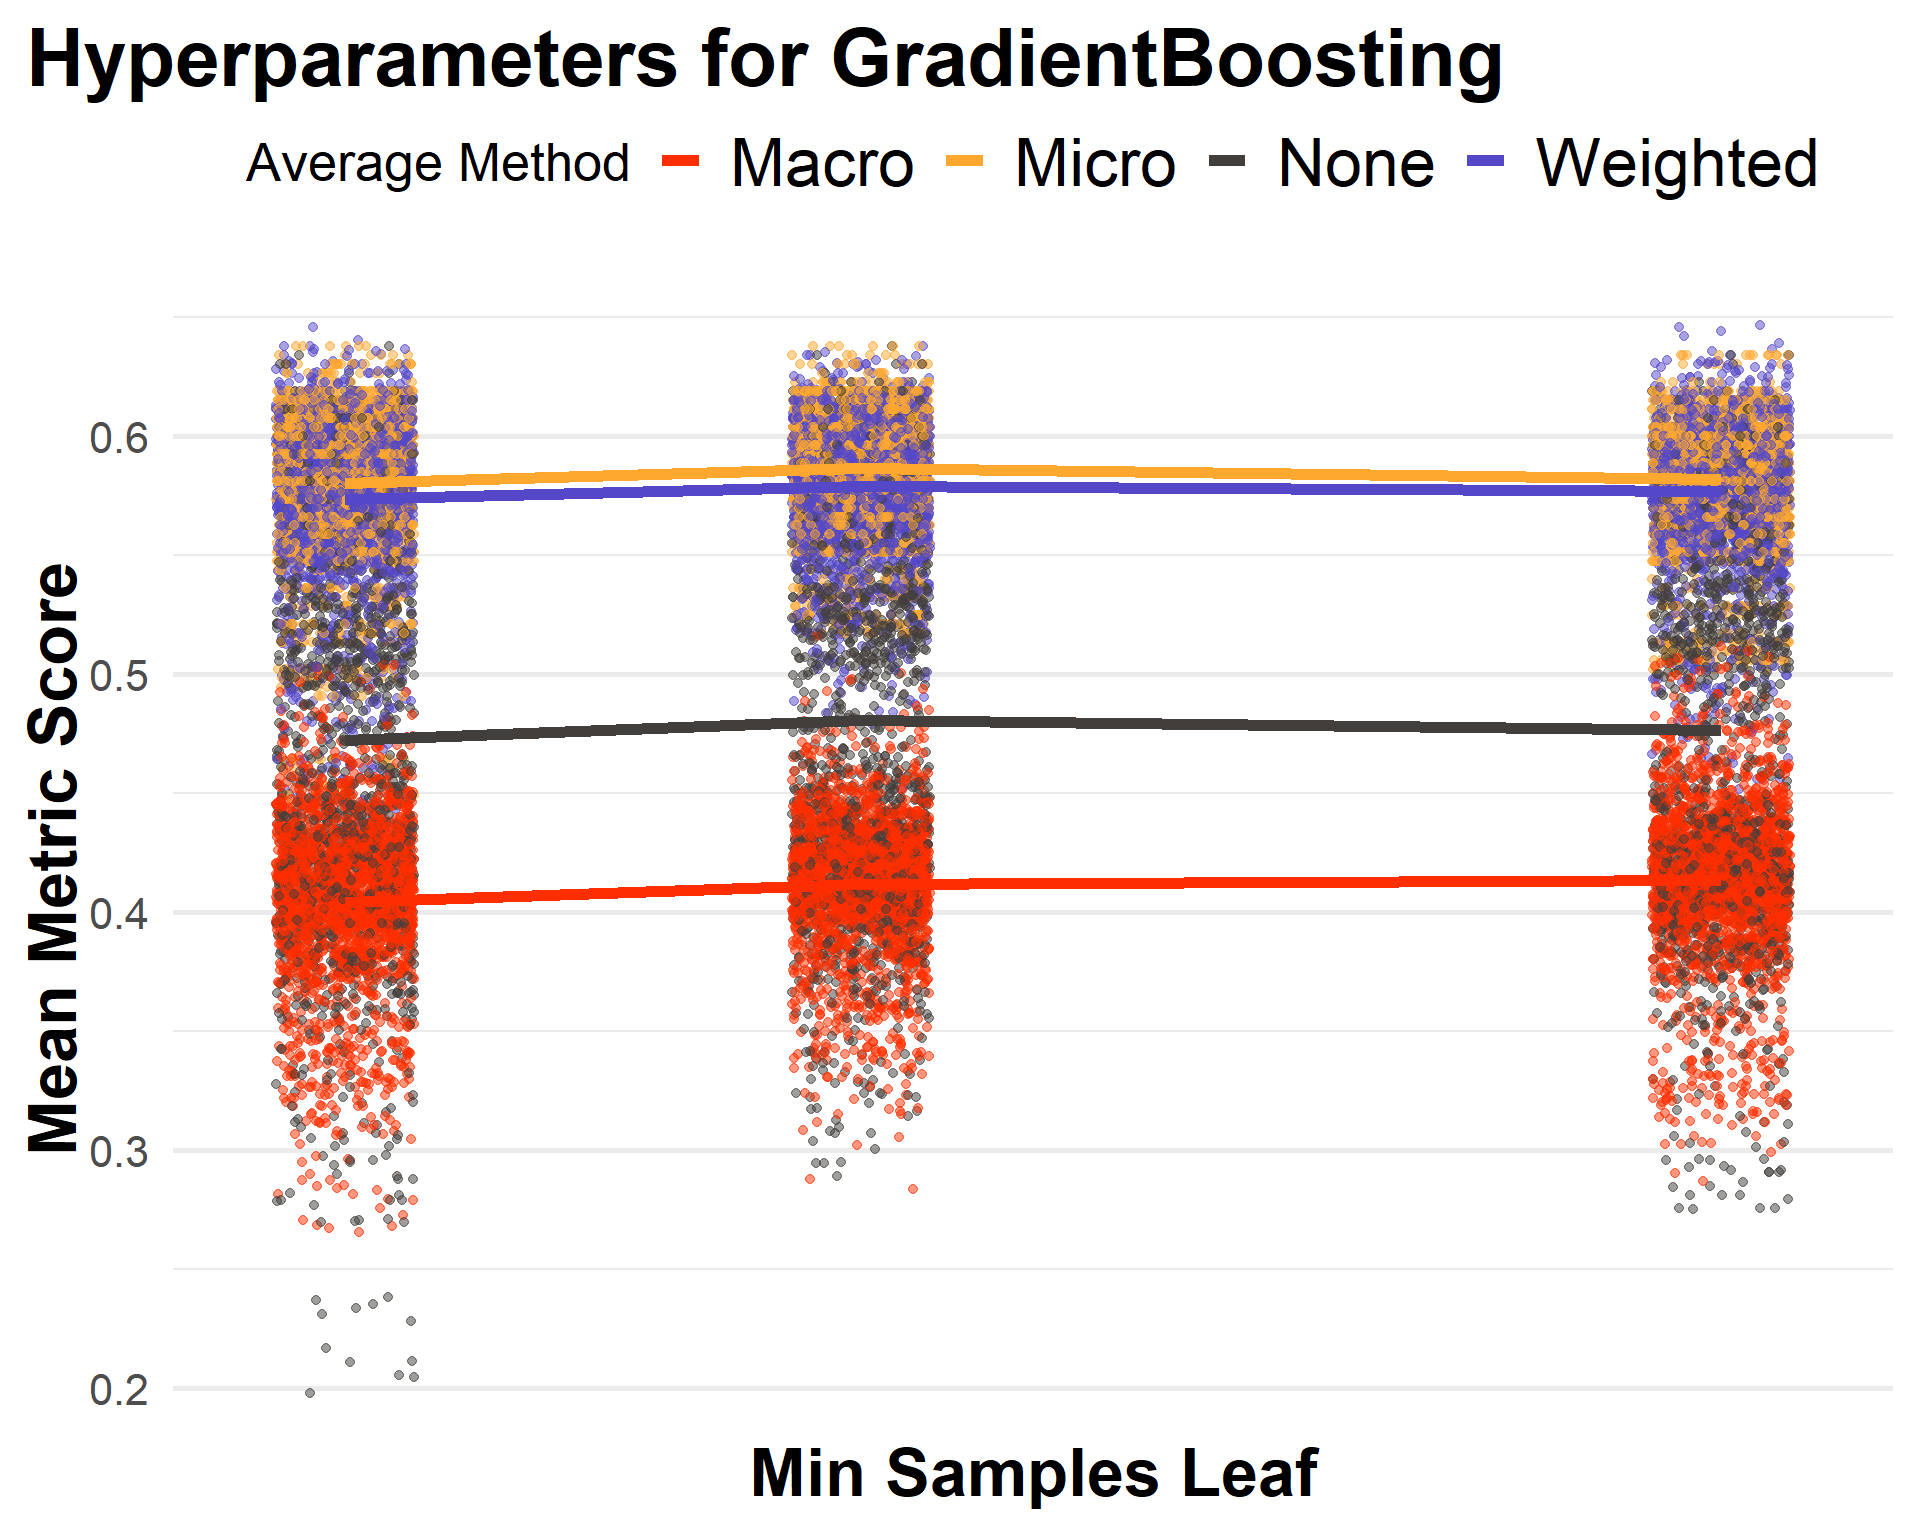 Hyperparameters for GradientBoosting
Average Method Macro Micro None Weighted
Mean Metric Score
0.6
0.5
0.4
0.3
0.2
Min Samples Leaf